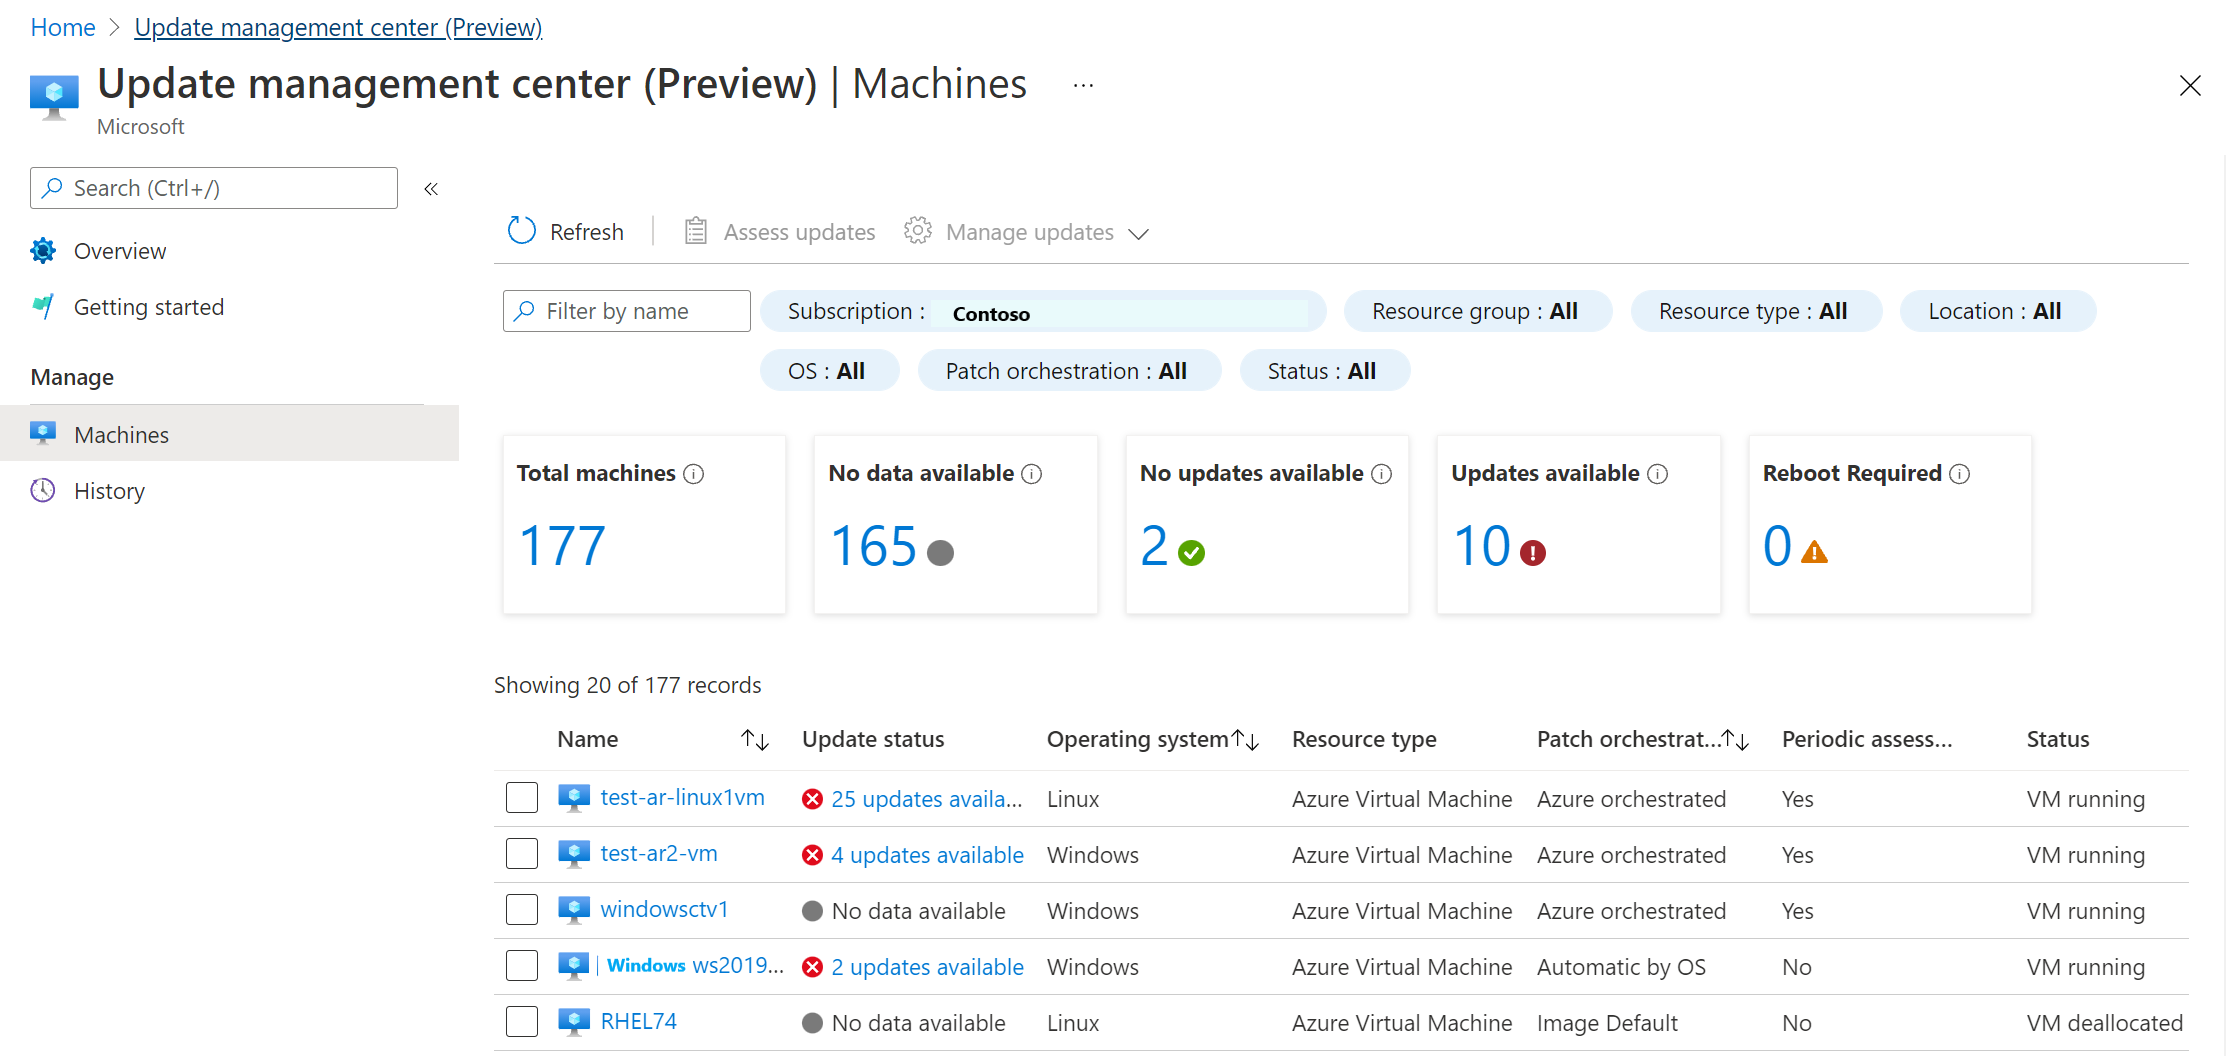 Home > Update management center (Preview)
Update management center (Preview) | Machines ...
Microsoft
Search (Ctrl+/) «
Overview
Getting started
Manage
Machines
History
Refresh | Assess updates Manage updates
Filter by name Subscription : Contoso Resource group : All Resource type : All Location : All
OS : All Patch orchestration : All Status : All
Total machines No data available No updates available Updates available Reboot Required
177 165 2 10 0
Showing 20 of 177 records
Name Update status Operating system Resource type Patch orchestrat... Periodic assess... Status
test-ar-linux1vm 25 updates availa... Linux Azure Virtual Machine Azure orchestrated Yes VM running
test-ar2-vm 4 updates available Windows Azure Virtual Machine Azure orchestrated Yes VM running
windowsctv1 No data available Windows Azure Virtual Machine Azure orchestrated Yes VM running
Windows ws2019... 2 updates available Windows Azure Virtual Machine Automatic by OS No VM running
RHEL74 No data available Linux Azure Virtual Machine Image Default No VM deallocated